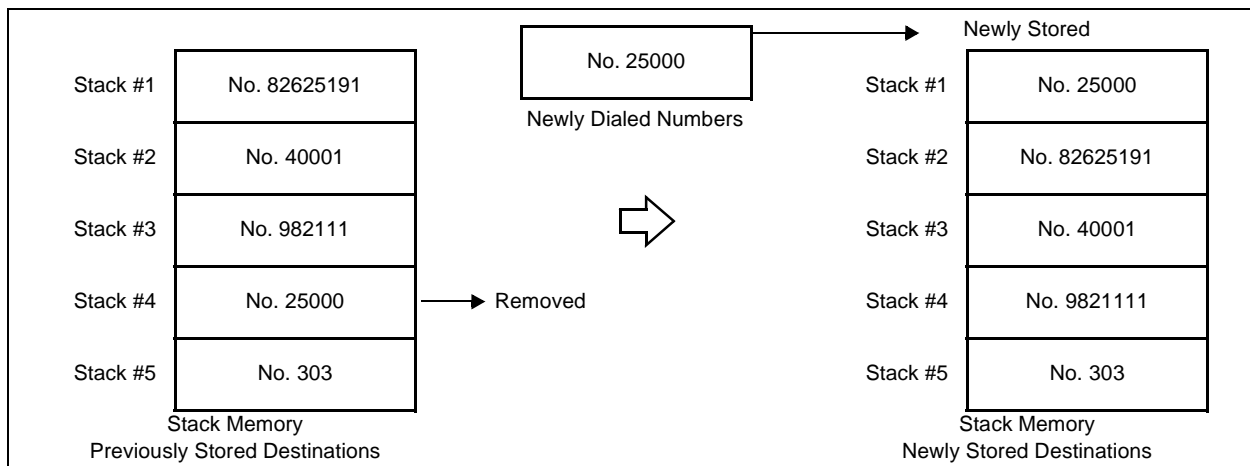 Newly Stored
No. 25000
Newly Dialed Numbers
Stack #1 No. 82625191
Stack #2 No. 40001
Stack #3 No. 982111
Stack #4 No. 25000 Removed
Stack #5 No. 303
Stack Memory
Previously Stored Destinations
Stack #1 No. 25000
Stack #2 No. 82625191
Stack #3 No. 40001
Stack #4 No. 9821111
Stack #5 No. 303
Stack Memory
Newly Stored Destinations